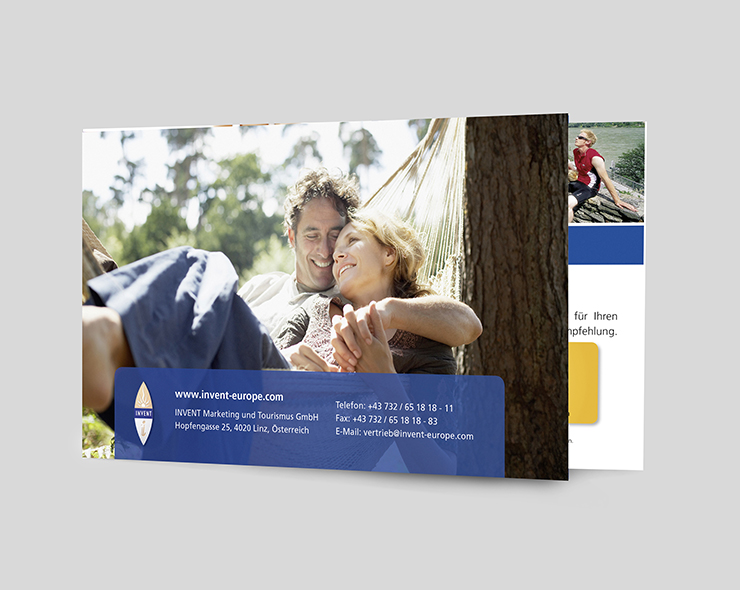 www.invent-europe.com
INVENT Marketing und Tourismus GmbH
Hopfengasse 25, 4020 Linz, Österreich
Telefon: +43 732 / 65 18 18 - 11
Fax: +43 732 / 65 18 18 - 83
E-Mail: vertrieb@invent-europe.com
INVENT
für Ihren